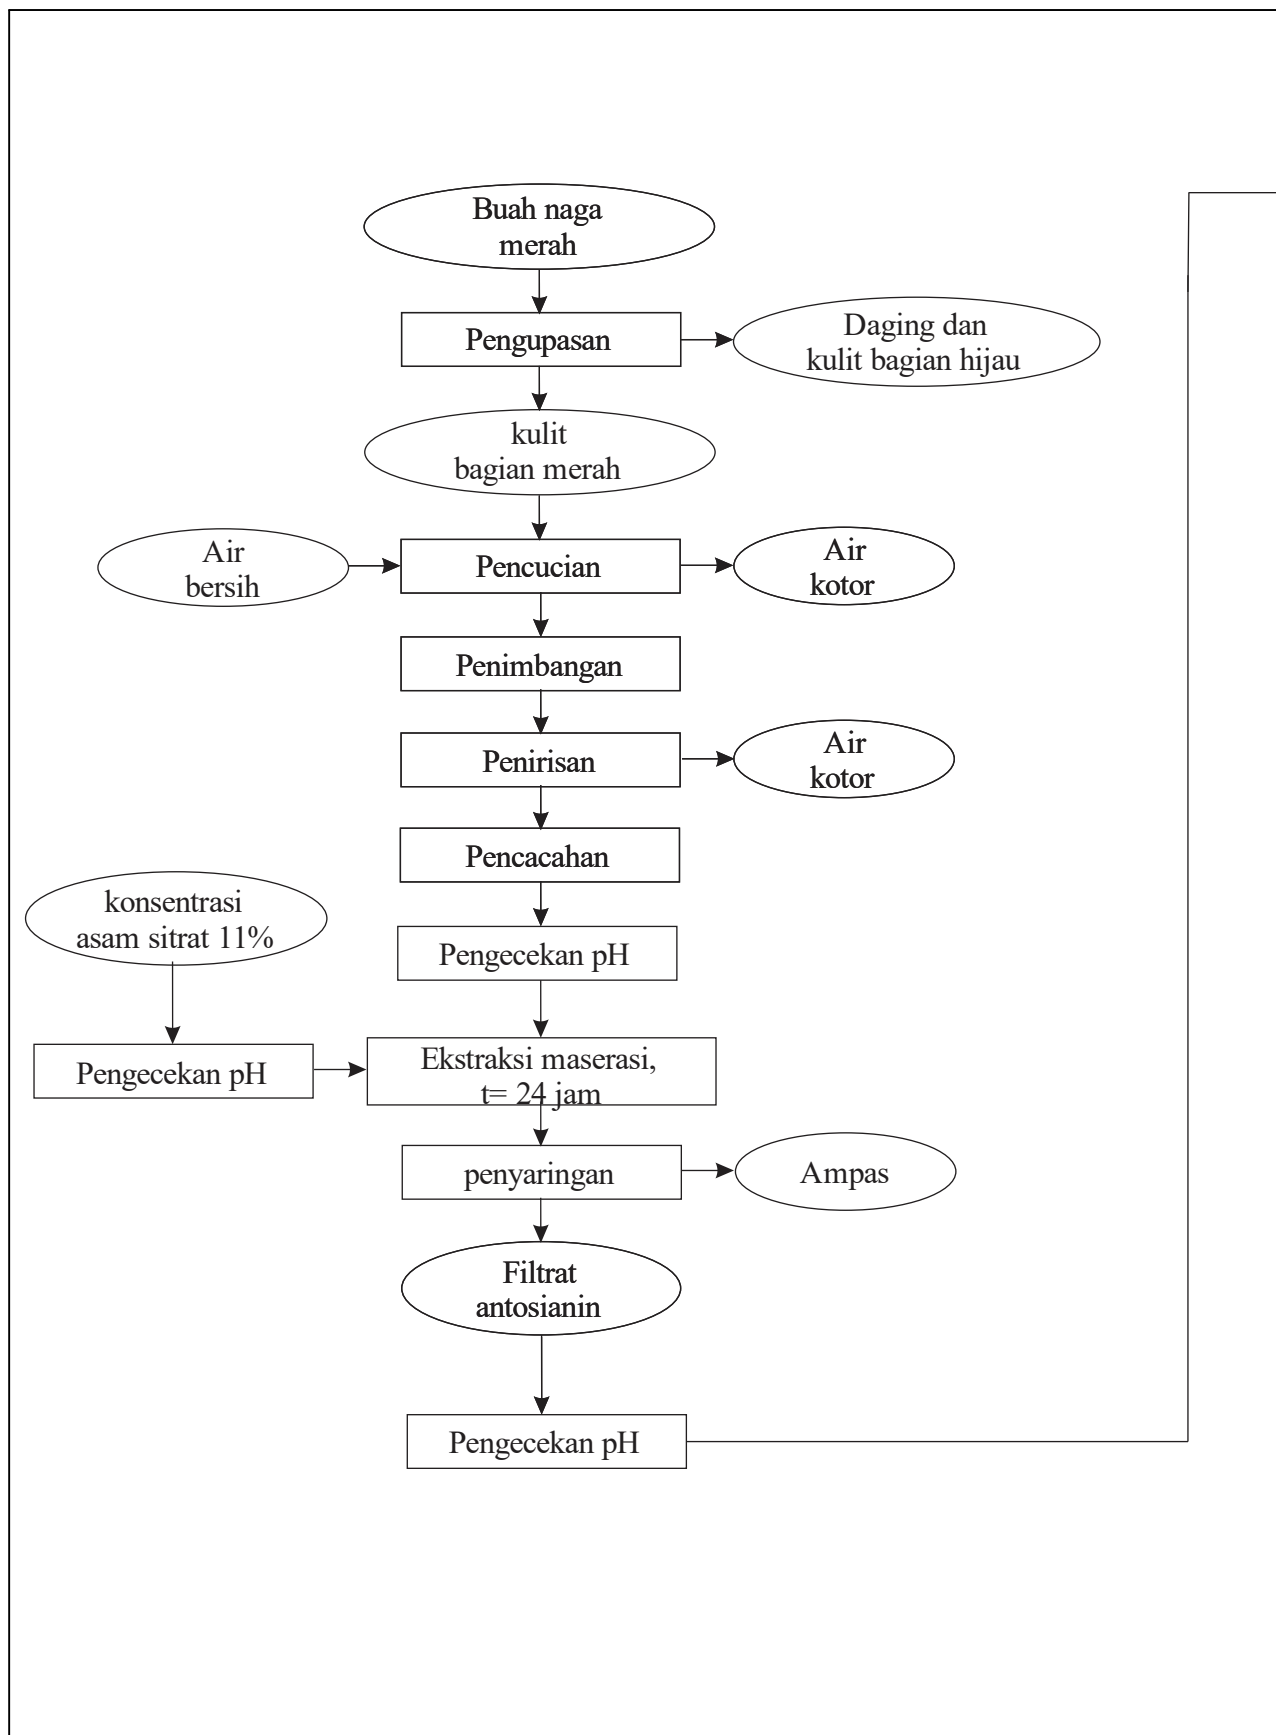 Buah naga
merah
Pengupasan
Daging dan
kulit bagian hijau
kulit
bagian merah
Air
bersih
Pencucian
Air
kotor
Penimbangan
Penirisan
Air
kotor
Pencacahan
konsentrasi
asam sitrat 11%
Pengecekan pH
Pengecekan pH
Ekstraksi maserasi,
t= 24 jam
penyaringan
Ampas
Filtrat
antosianin
Pengecekan pH